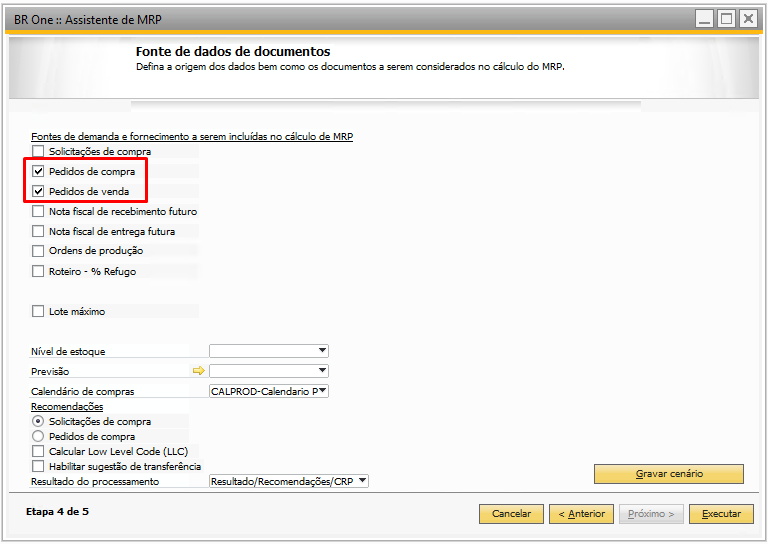 BR One :: Assistente de MRP
Fonte de dados de documentos
Defina a origem dos dados bem como os documentos a serem considerados no cálculo do MRP.
Fontes de demanda e fornecimento a serem incluídas no cálculo de MRP
Solicitações de compra
Pedidos de compra
Pedidos de venda
Nota fiscal de recebimento futuro
Nota fiscal de entrega futura
Ordens de produção
Roteiro - % Refugo
Lote máximo
Nível de estoque
Previsão
Calendário de compras CALPROD-Calendario P
Recomendações
Solicitações de compra
Pedidos de compra
Calcular Low Level Code (LLC)
Habilitar sugestão de transferência
Resultado do processamento Resultado/Recomendações/CRP
Gravar cenário
Etapa 4 de 5 Cancelar < Anterior Próximo > Executar